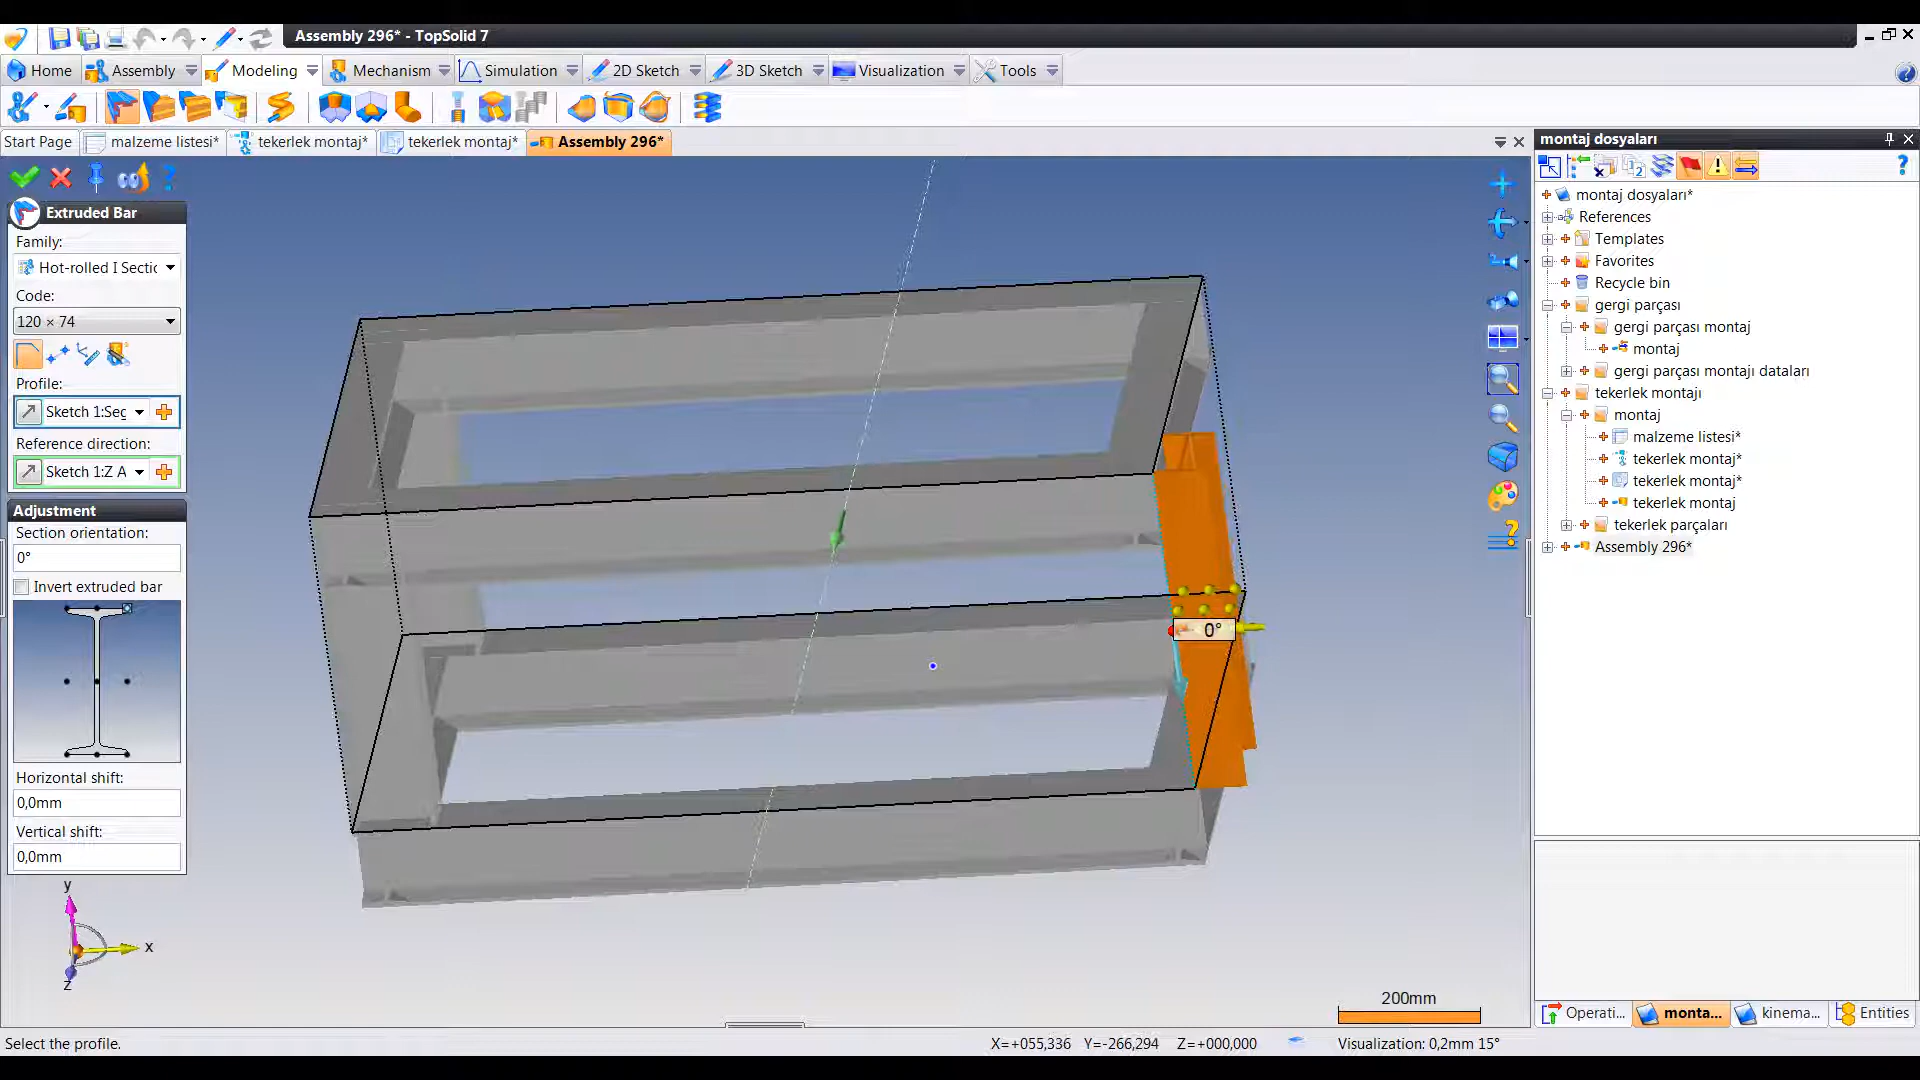 Assembly 296* - TopSolid 7
Home
Assembly
Modeling
Mechanism
Simulation
2D Sketch
3D Sketch
Visualization
Tools
Start Page
malzeme listesi*
tekerlek montaj*
tekerlek montaj*
Assembly 296*
Extruded Bar
Family:
Hot-rolled I Sectic
Code:
120 × 74
Profile:
Sketch 1:Seg
Reference direction:
Sketch 1:Z A
Adjustment
Section orientation:
0°
Invert extruded bar
Horizontal shift:
0,0mm
Vertical shift:
0,0mm
y
x
z
0°
200mm
montaj dosyaları
montaj dosyaları*
References
Templates
Favorites
Recycle bin
gergi parçası
gergi parçası montaj
montaj
gergi parçası montajı dataları
tekerlek montajı
montaj
malzeme listesi*
tekerlek montaj*
tekerlek montaj*
tekerlek montaj
tekerlek parçaları
Assembly 296*
Operati...
monta...
kinema...
Entities
Select the profile.
X=+055,336 Y=-266,294 Z=+000,000
Visualization: 0,2mm 15°